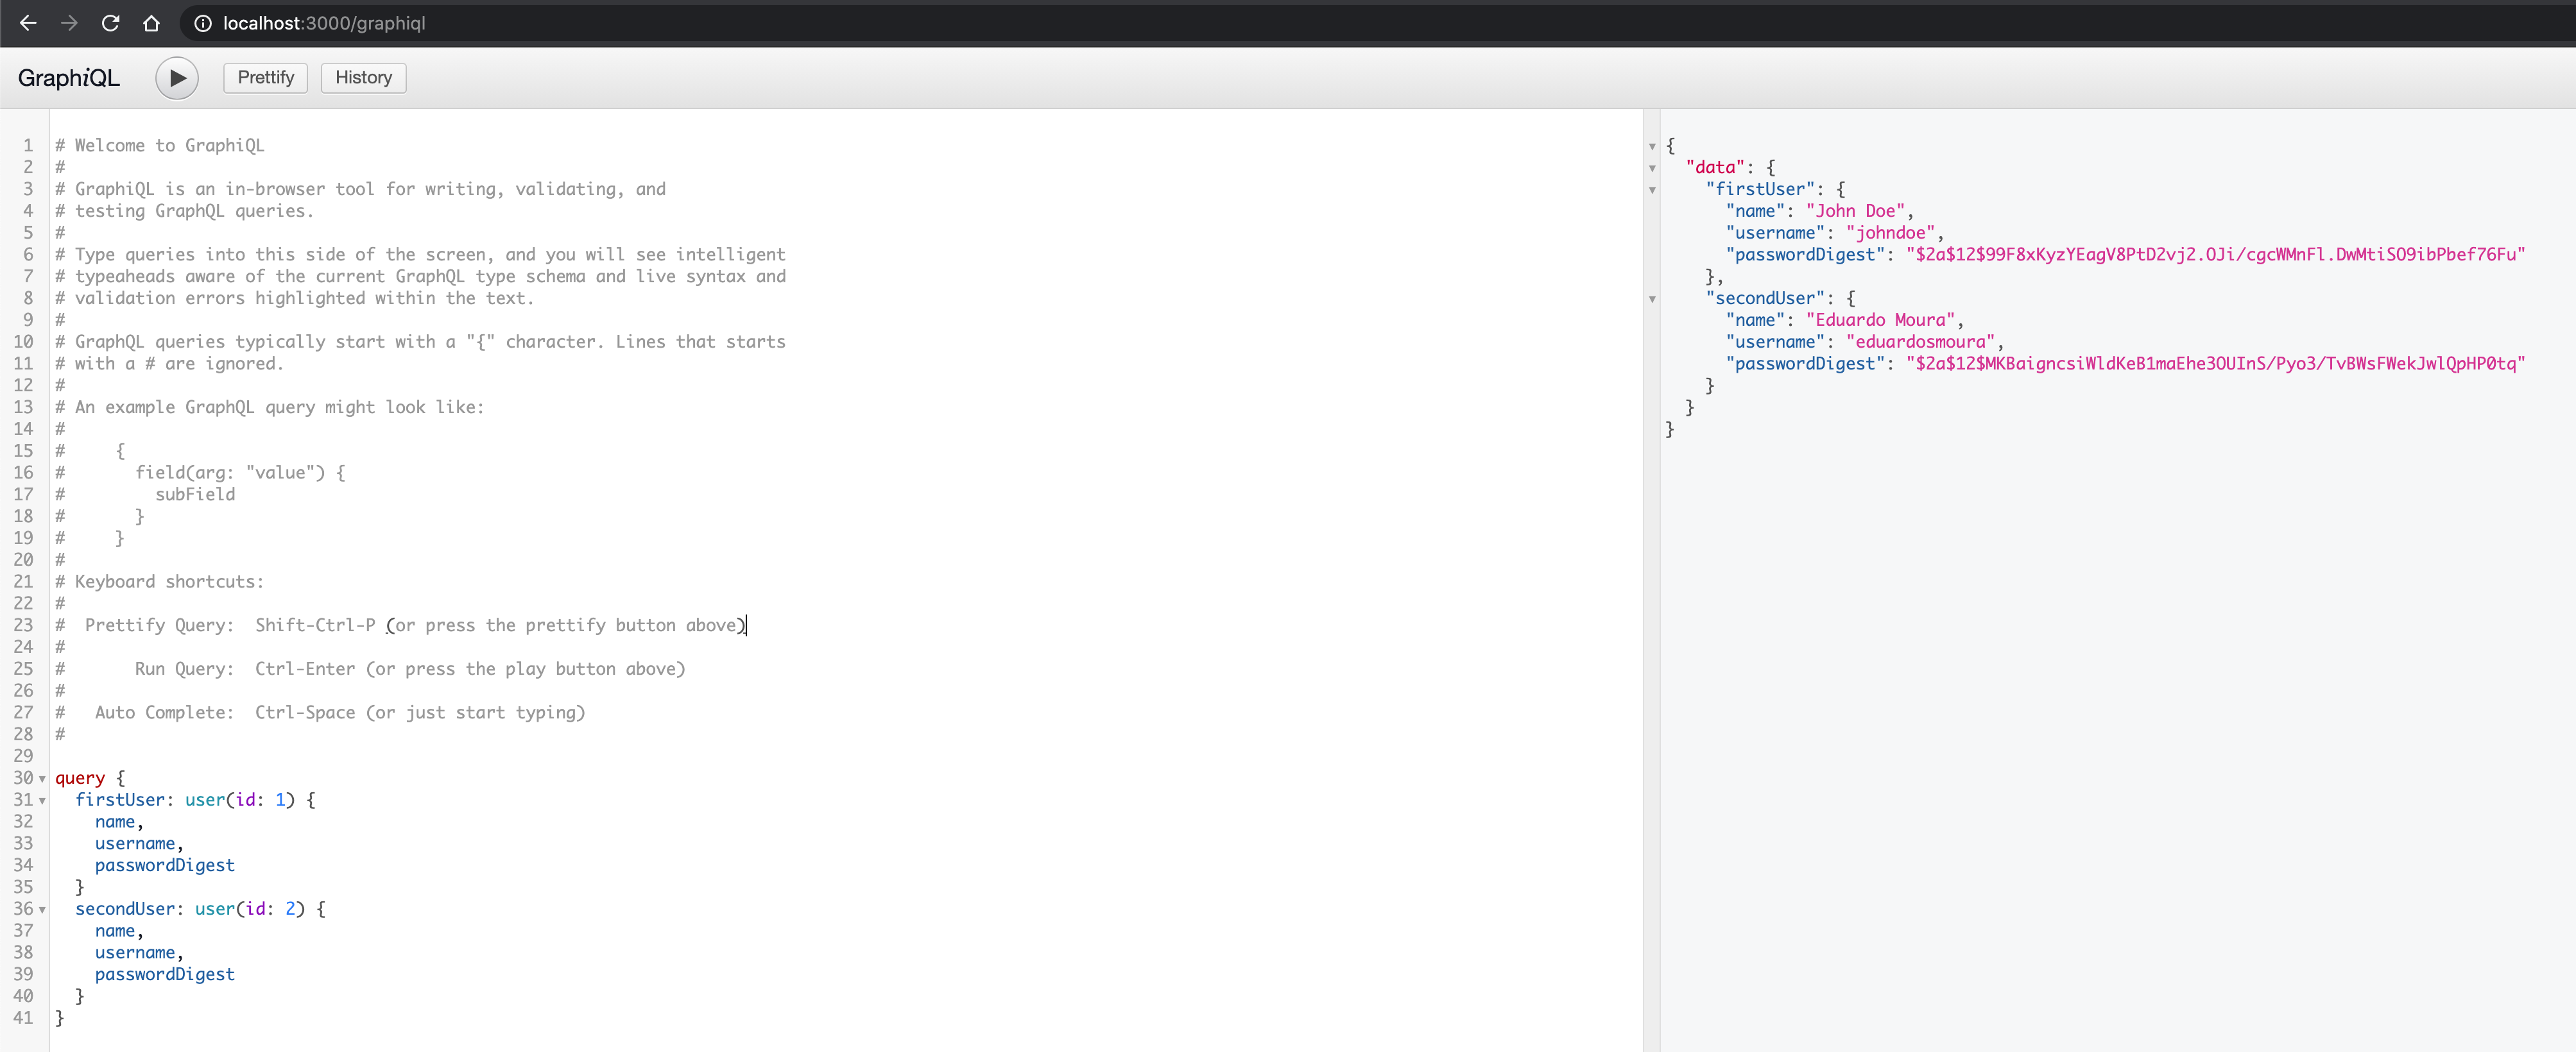 localhost:3000/graphiql
GraphiQL Prettify History
1 # Welcome to GraphiQL
2 #
3 # GraphiQL is an in-browser tool for writing, validating, and
4 # testing GraphQL queries.
5 #
6 # Type queries into this side of the screen, and you will see intelligent
7 # typeaheads aware of the current GraphQL type schema and live syntax and
8 # validation errors highlighted within the text.
9 #
10 # GraphQL queries typically start with a "{" character. Lines that starts
11 # with a # are ignored.
12 #
13 # An example GraphQL query might look like:
14 #
15 #     {
16 #       field(arg: "value") {
17 #         subField
18 #       }
19 #     }
20 #
21 # Keyboard shortcuts:
22 #
23 #  Prettify Query:  Shift-Ctrl-P (or press the prettify button above)
24 #
25 #       Run Query:  Ctrl-Enter (or press the play button above)
26 #
27 #   Auto Complete:  Ctrl-Space (or just start typing)
28 #
29
30 query {
31   firstUser: user(id: 1) {
32     name,
33     username,
34     passwordDigest
35   }
36   secondUser: user(id: 2) {
37     name,
38     username,
39     passwordDigest
40   }
41 }
{
  "data": {
    "firstUser": {
      "name": "John Doe",
      "username": "johndoe",
      "passwordDigest": "$2a$12$99F8xKyzYEagV8PtD2vj2.OJi/cgcWMnFl.DwMtiSO9ibPbef76Fu"
    },
    "secondUser": {
      "name": "Eduardo Moura",
      "username": "eduardosmoura",
      "passwordDigest": "$2a$12$MKBaigncsiWldKeB1maEhe3OUInS/Pyo3/TvBWsFWekJwlQpHP0tq"
    }
  }
}